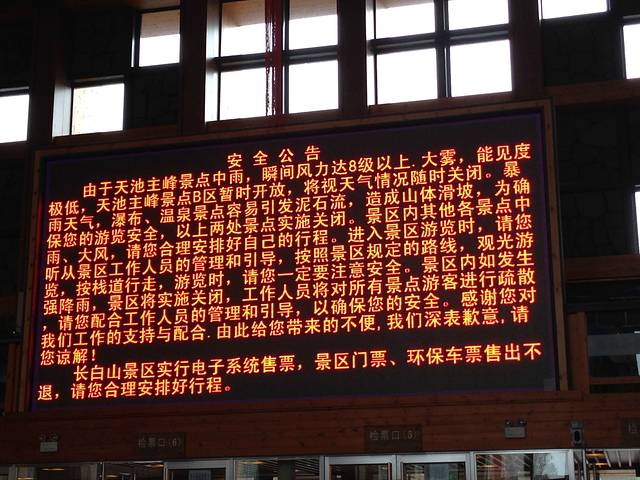 安全公告
由于天池主峰景点中雨，瞬间风力达8级以上．大雾，能见度
极低，天池主峰景点B区暂时开放，将视天气情况随时关闭。暴
雨天气，瀑布、温泉景点容易引发泥石流，造成山体滑坡，为确
保您的游览安全，以上两处景点实施关闭。景区内其他各景点中
雨、大风，请您合理安排好自己的行程。进入景区游览时，请您
听从景区工作人员的管理和引导，按照景区规定的路线，观光游
览，按栈道行走，游览时，请您一定要注意安全。景区内如发生
强降雨，景区将实施关闭，工作人员将对所有景点游客进行疏散
，请您配合工作人员的管理和引导，以确保您的安全。感谢您对
我们工作的支持与配合．由此给您带来的不便，我们深表歉意，请
您谅解！
长白山景区实行电子系统售票，景区门票、环保车票售出不
退，请您合理安排好行程。
检票口(6)
检票口(5)